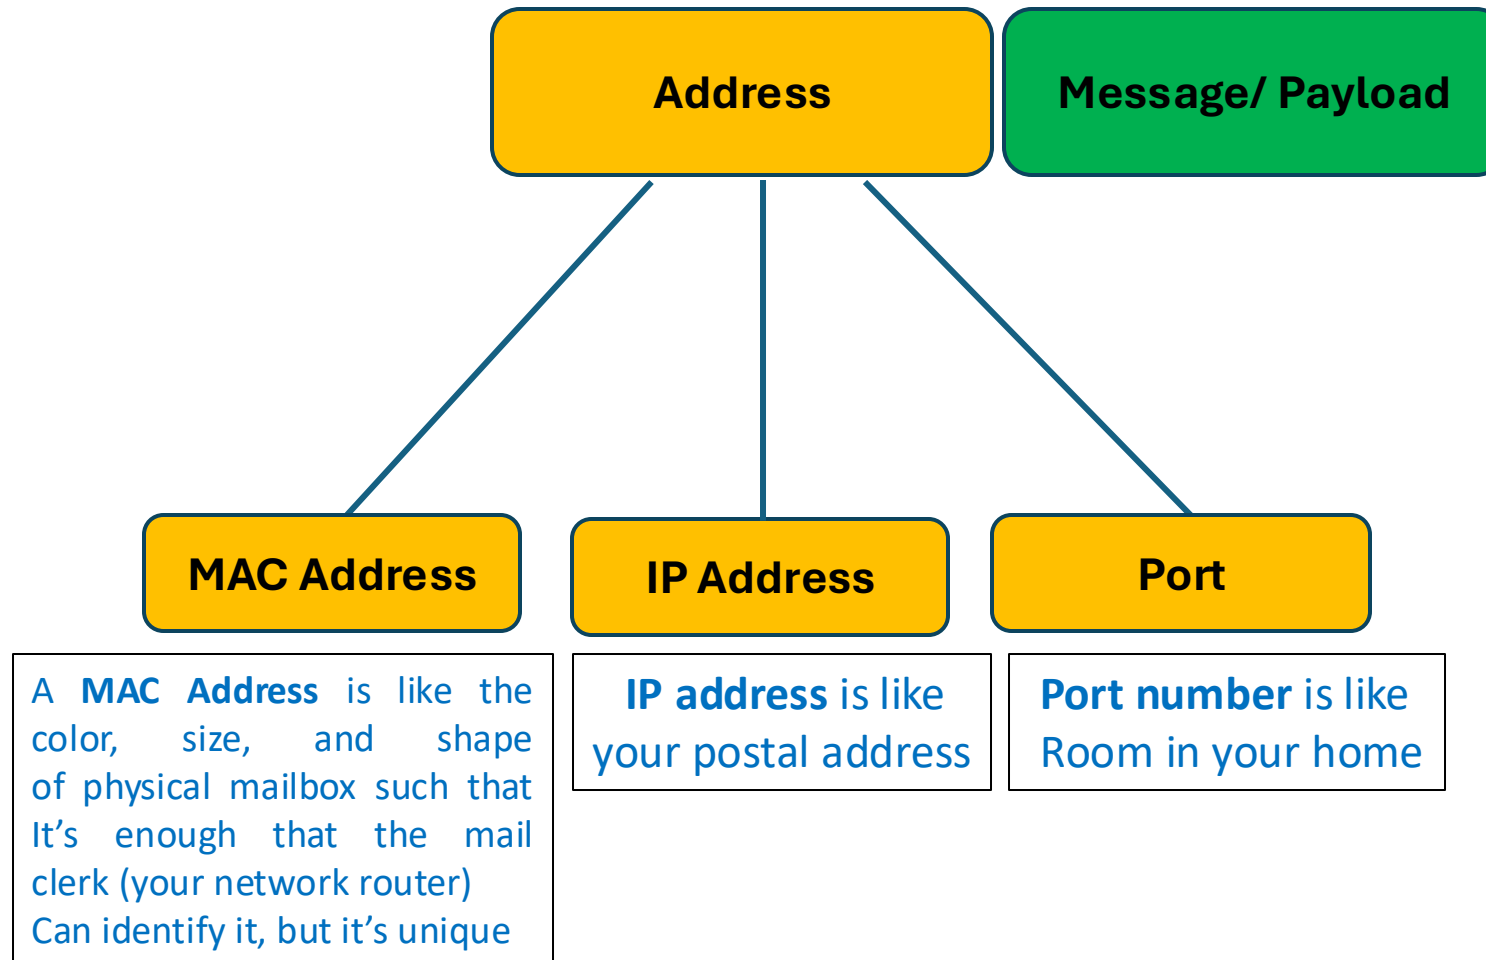 Address
Message/ Payload
MAC Address
IP Address
Port
A MAC Address is like the
color, size, and shape
of physical mailbox such that
It’s enough that the mail
clerk (your network router)
Can identify it, but it’s unique
IP address is like
your postal address
Port number is like
Room in your home